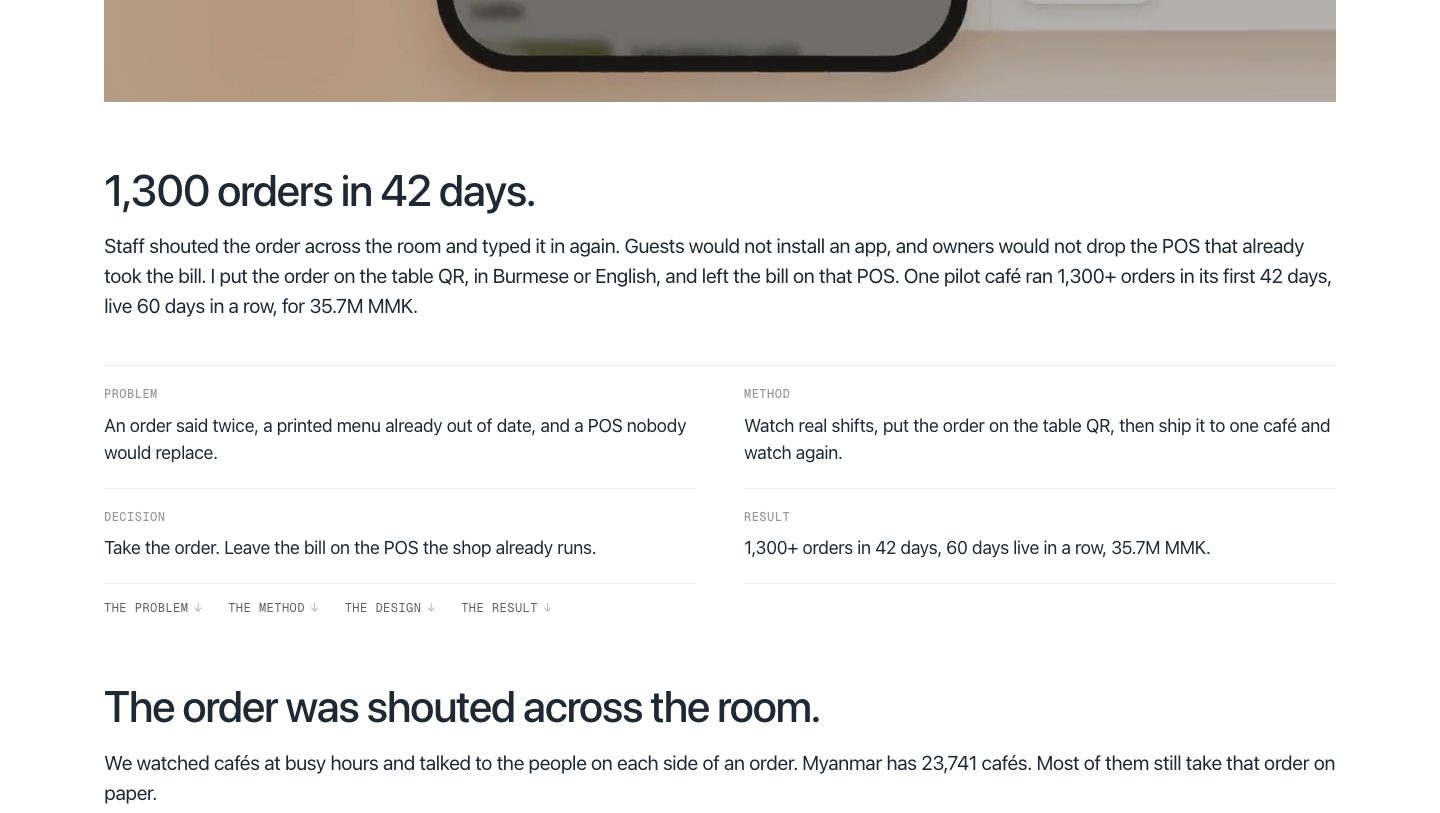 1,300 orders in 42 days.
Staff shouted the order across the room and typed it in again. Guests would not install an app, and owners would not drop the POS that already
took the bill. I put the order on the table QR, in Burmese or English, and left the bill on that POS. One pilot café ran 1,300+ orders in its first 42 days,
live 60 days in a row, for 35.7M MMK.
PROBLEM
An order said twice, a printed menu already out of date, and a POS nobody
would replace.
METHOD
Watch real shifts, put the order on the table QR, then ship it to one café and
watch again.
DECISION
Take the order. Leave the bill on the POS the shop already runs.
RESULT
1,300+ orders in 42 days, 60 days live in a row, 35.7M MMK.
THE PROBLEM ↓ THE METHOD ↓ THE DESIGN ↓ THE RESULT ↓
The order was shouted across the room.
We watched cafés at busy hours and talked to the people on each side of an order. Myanmar has 23,741 cafés. Most of them still take that order on
paper.